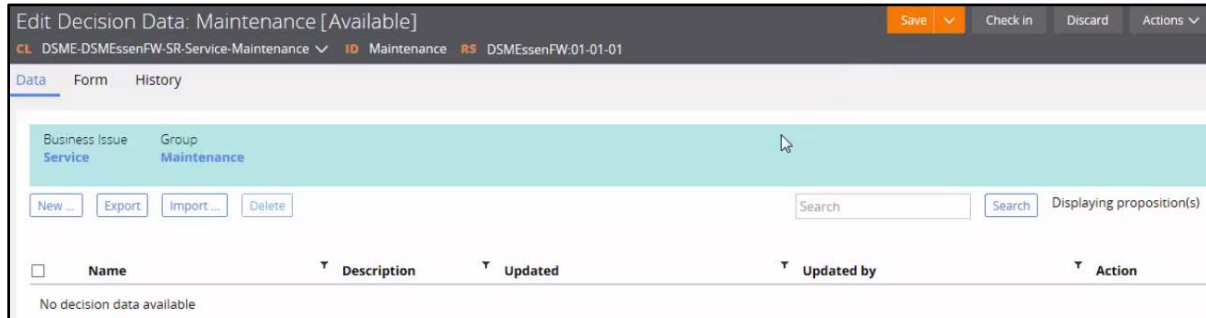 Edit Decision Data: Maintenance [Available] Save Check in Discard Actions
CL DSME-DSMEssenFW-SR-Service-Maintenance ID Maintenance RS DSMEssenFW:01-01-01
Data Form History
Business Issue Group
Service Maintenance
New ... Export Import ... Delete Search Search Displaying proposition(s)
Name Description Updated Updated by Action
No decision data available